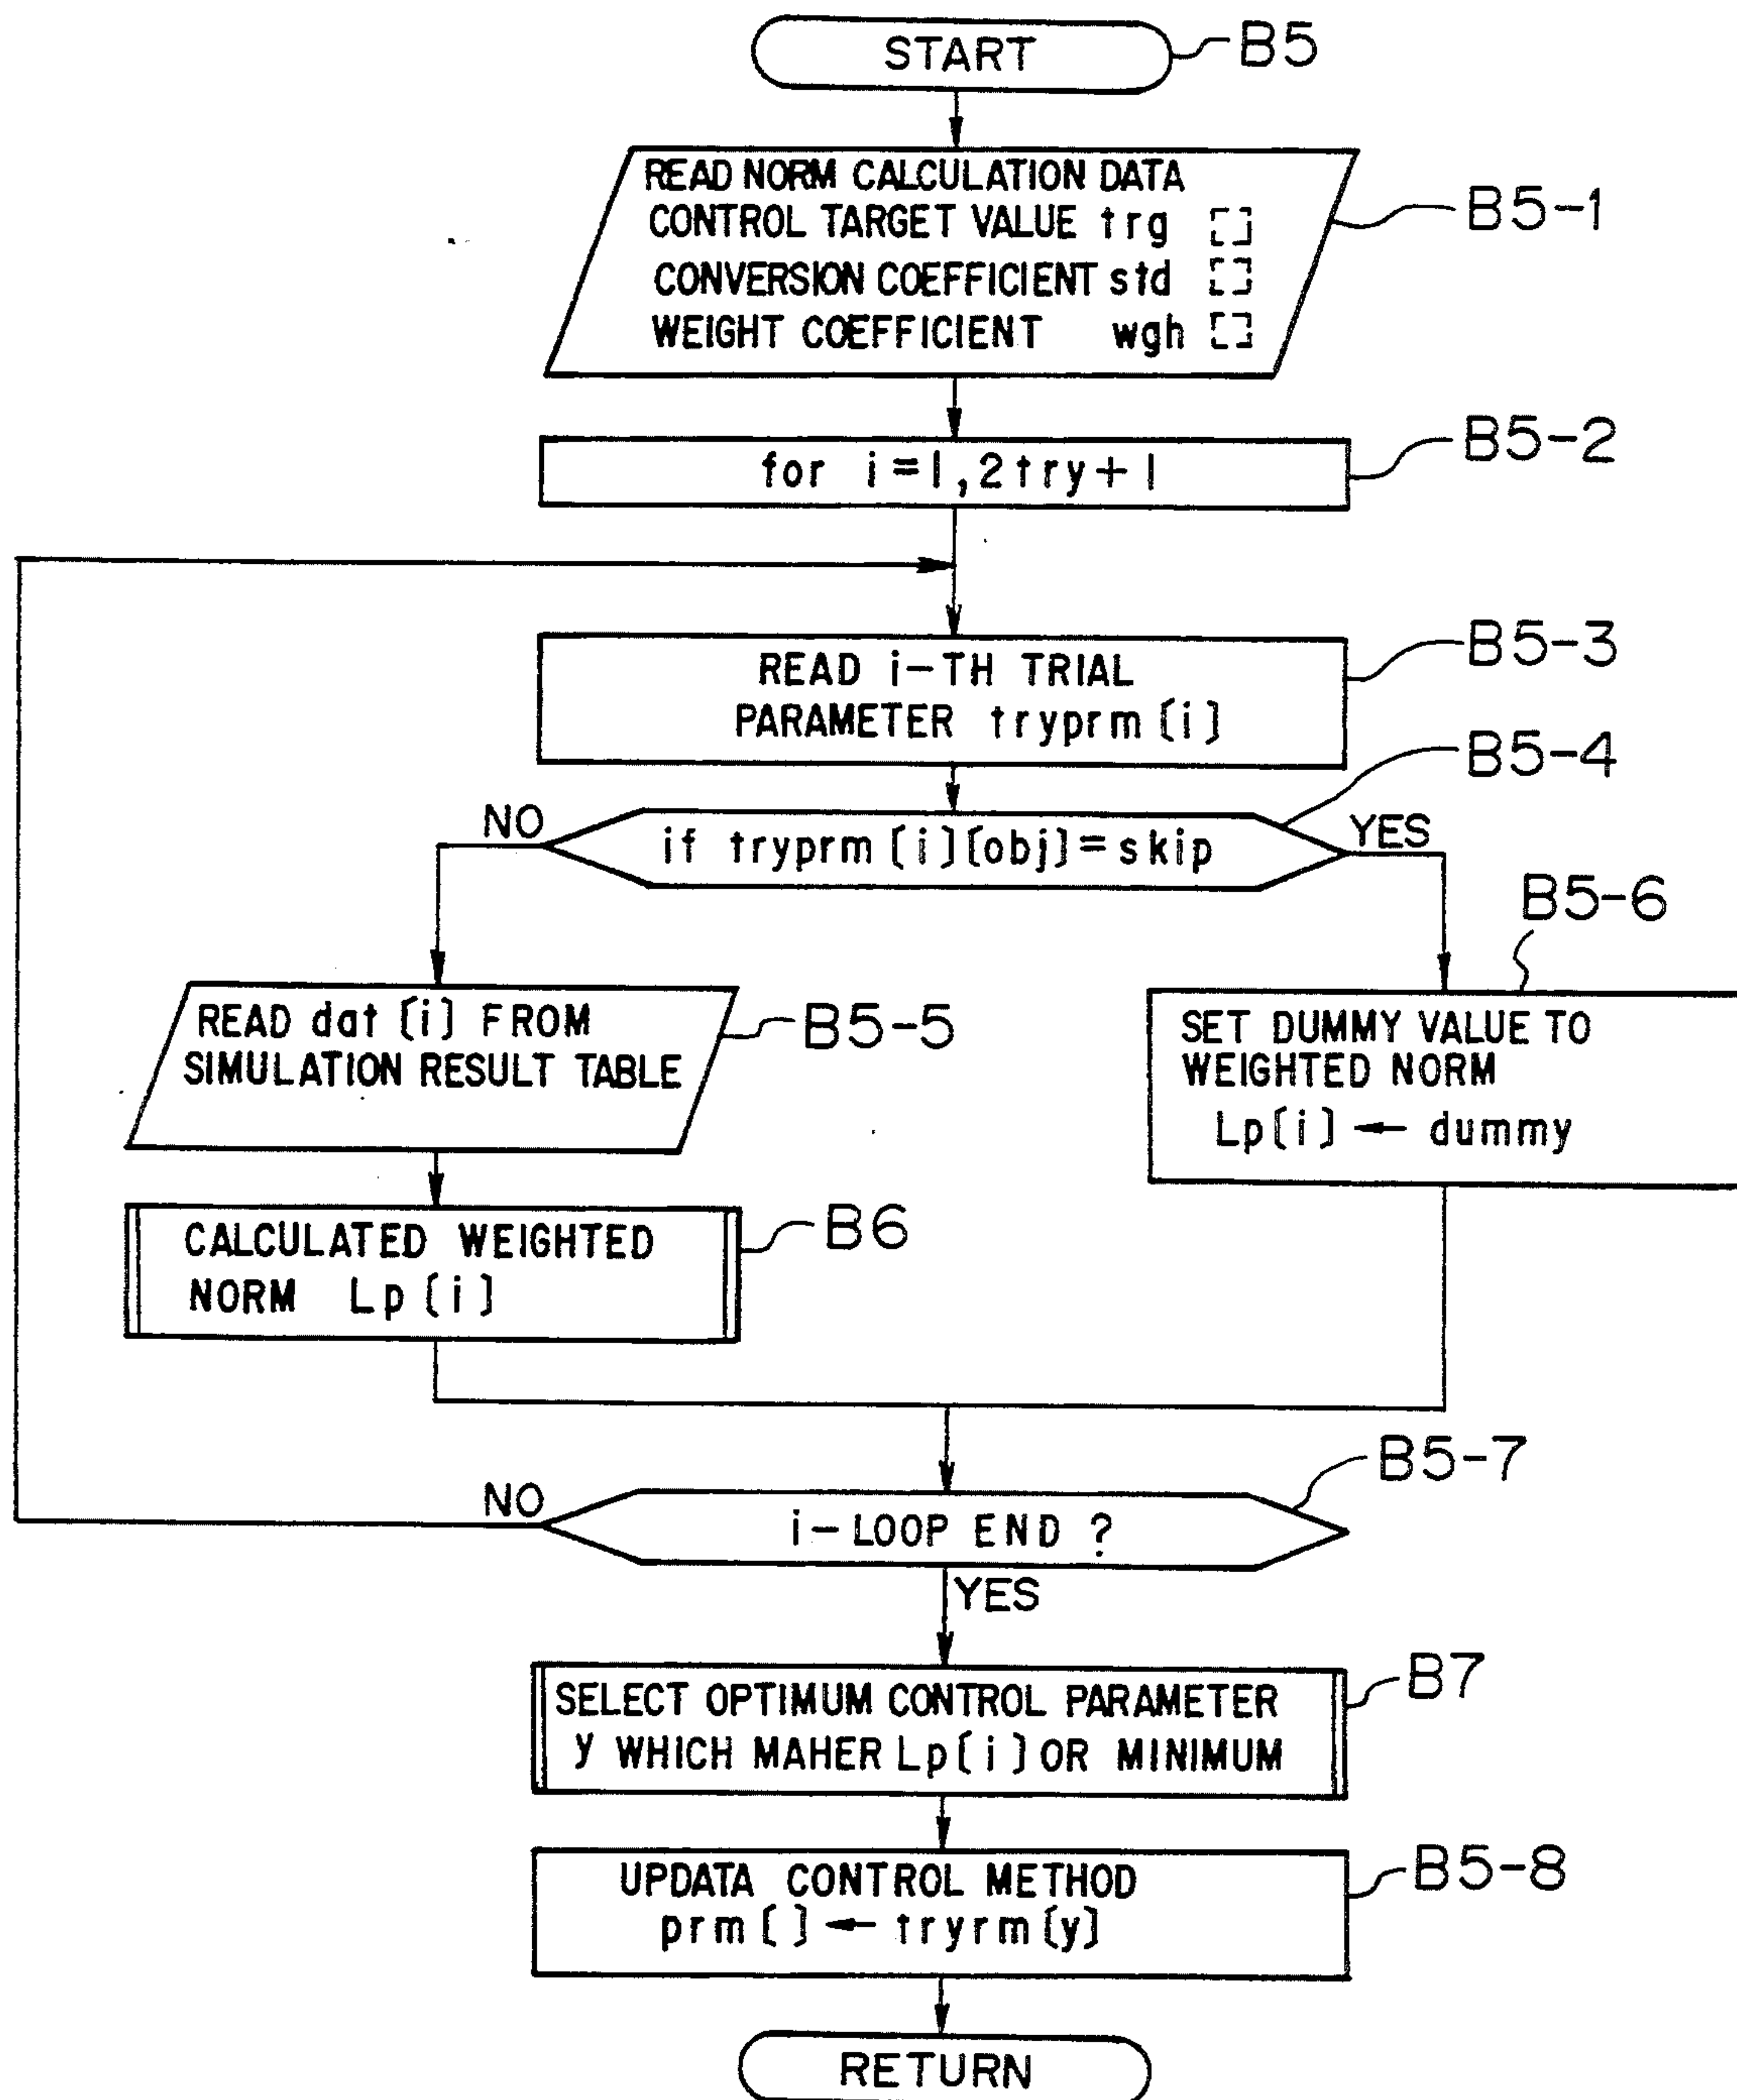 START
B5
READ NORM CALCULATION DATA
CONTROL TARGET VALUE trg []
CONVERSION COEFFICIENT std []
WEIGHT COEFFICIENT wgh []
B5-1
for i=1,2try+1
B5-2
READ i-TH TRIAL
PARAMETER tryprm[i]
B5-3
if tryprm[i][obj]=skip
B5-4
NO
YES
READ dat[i] FROM
SIMULATION RESULT TABLE
B5-5
SET DUMMY VALUE TO
WEIGHTED NORM
Lp[i] ← dummy
B5-6
CALCULATED WEIGHTED
NORM Lp[i]
B6
i-LOOP END ?
B5-7
NO
YES
SELECT OPTIMUM CONTROL PARAMETER
y WHICH MAHER Lp[i] OR MINIMUM
B7
UPDATA CONTROL METHOD
prm[] ← tryrm[y]
B5-8
RETURN